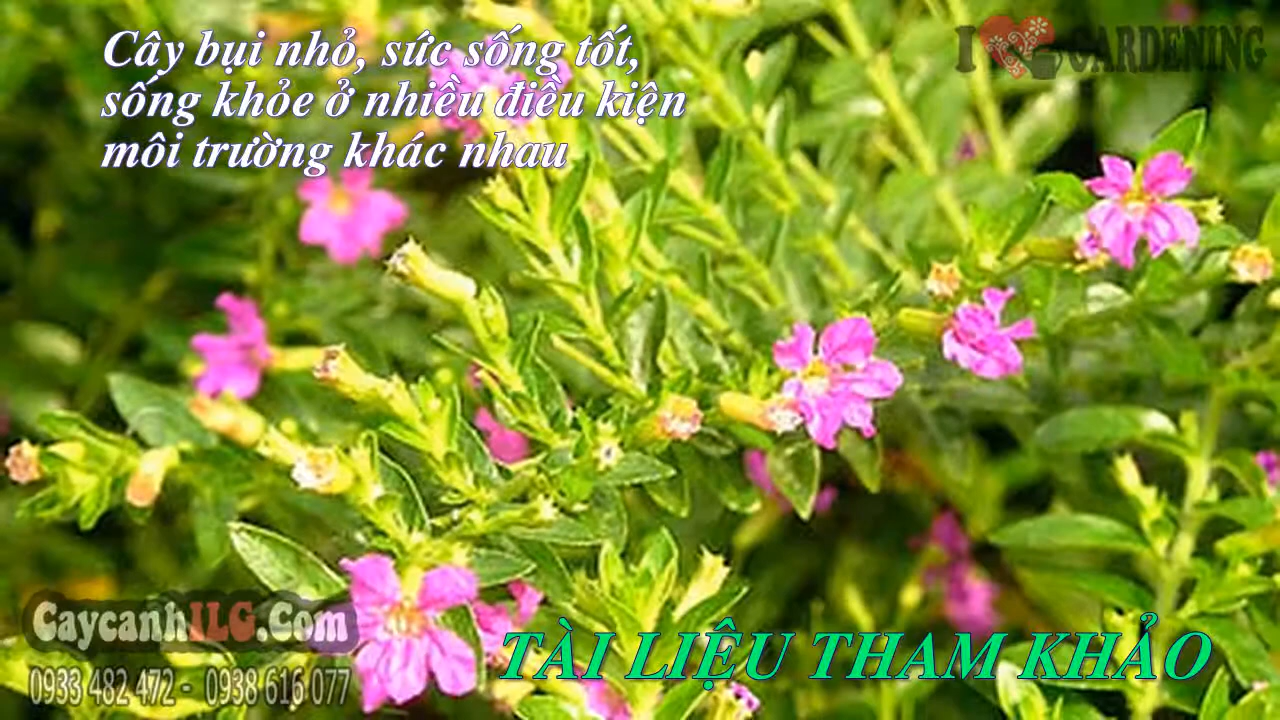 Cây bụi nhỏ, sức sống tốt,
sống khỏe ở nhiều điều kiện
môi trường khác nhau
I GARDENING
CaycanhILG.Com
0933 482 472 - 0938 616 077
TÀI LIỆU THAM KHẢO